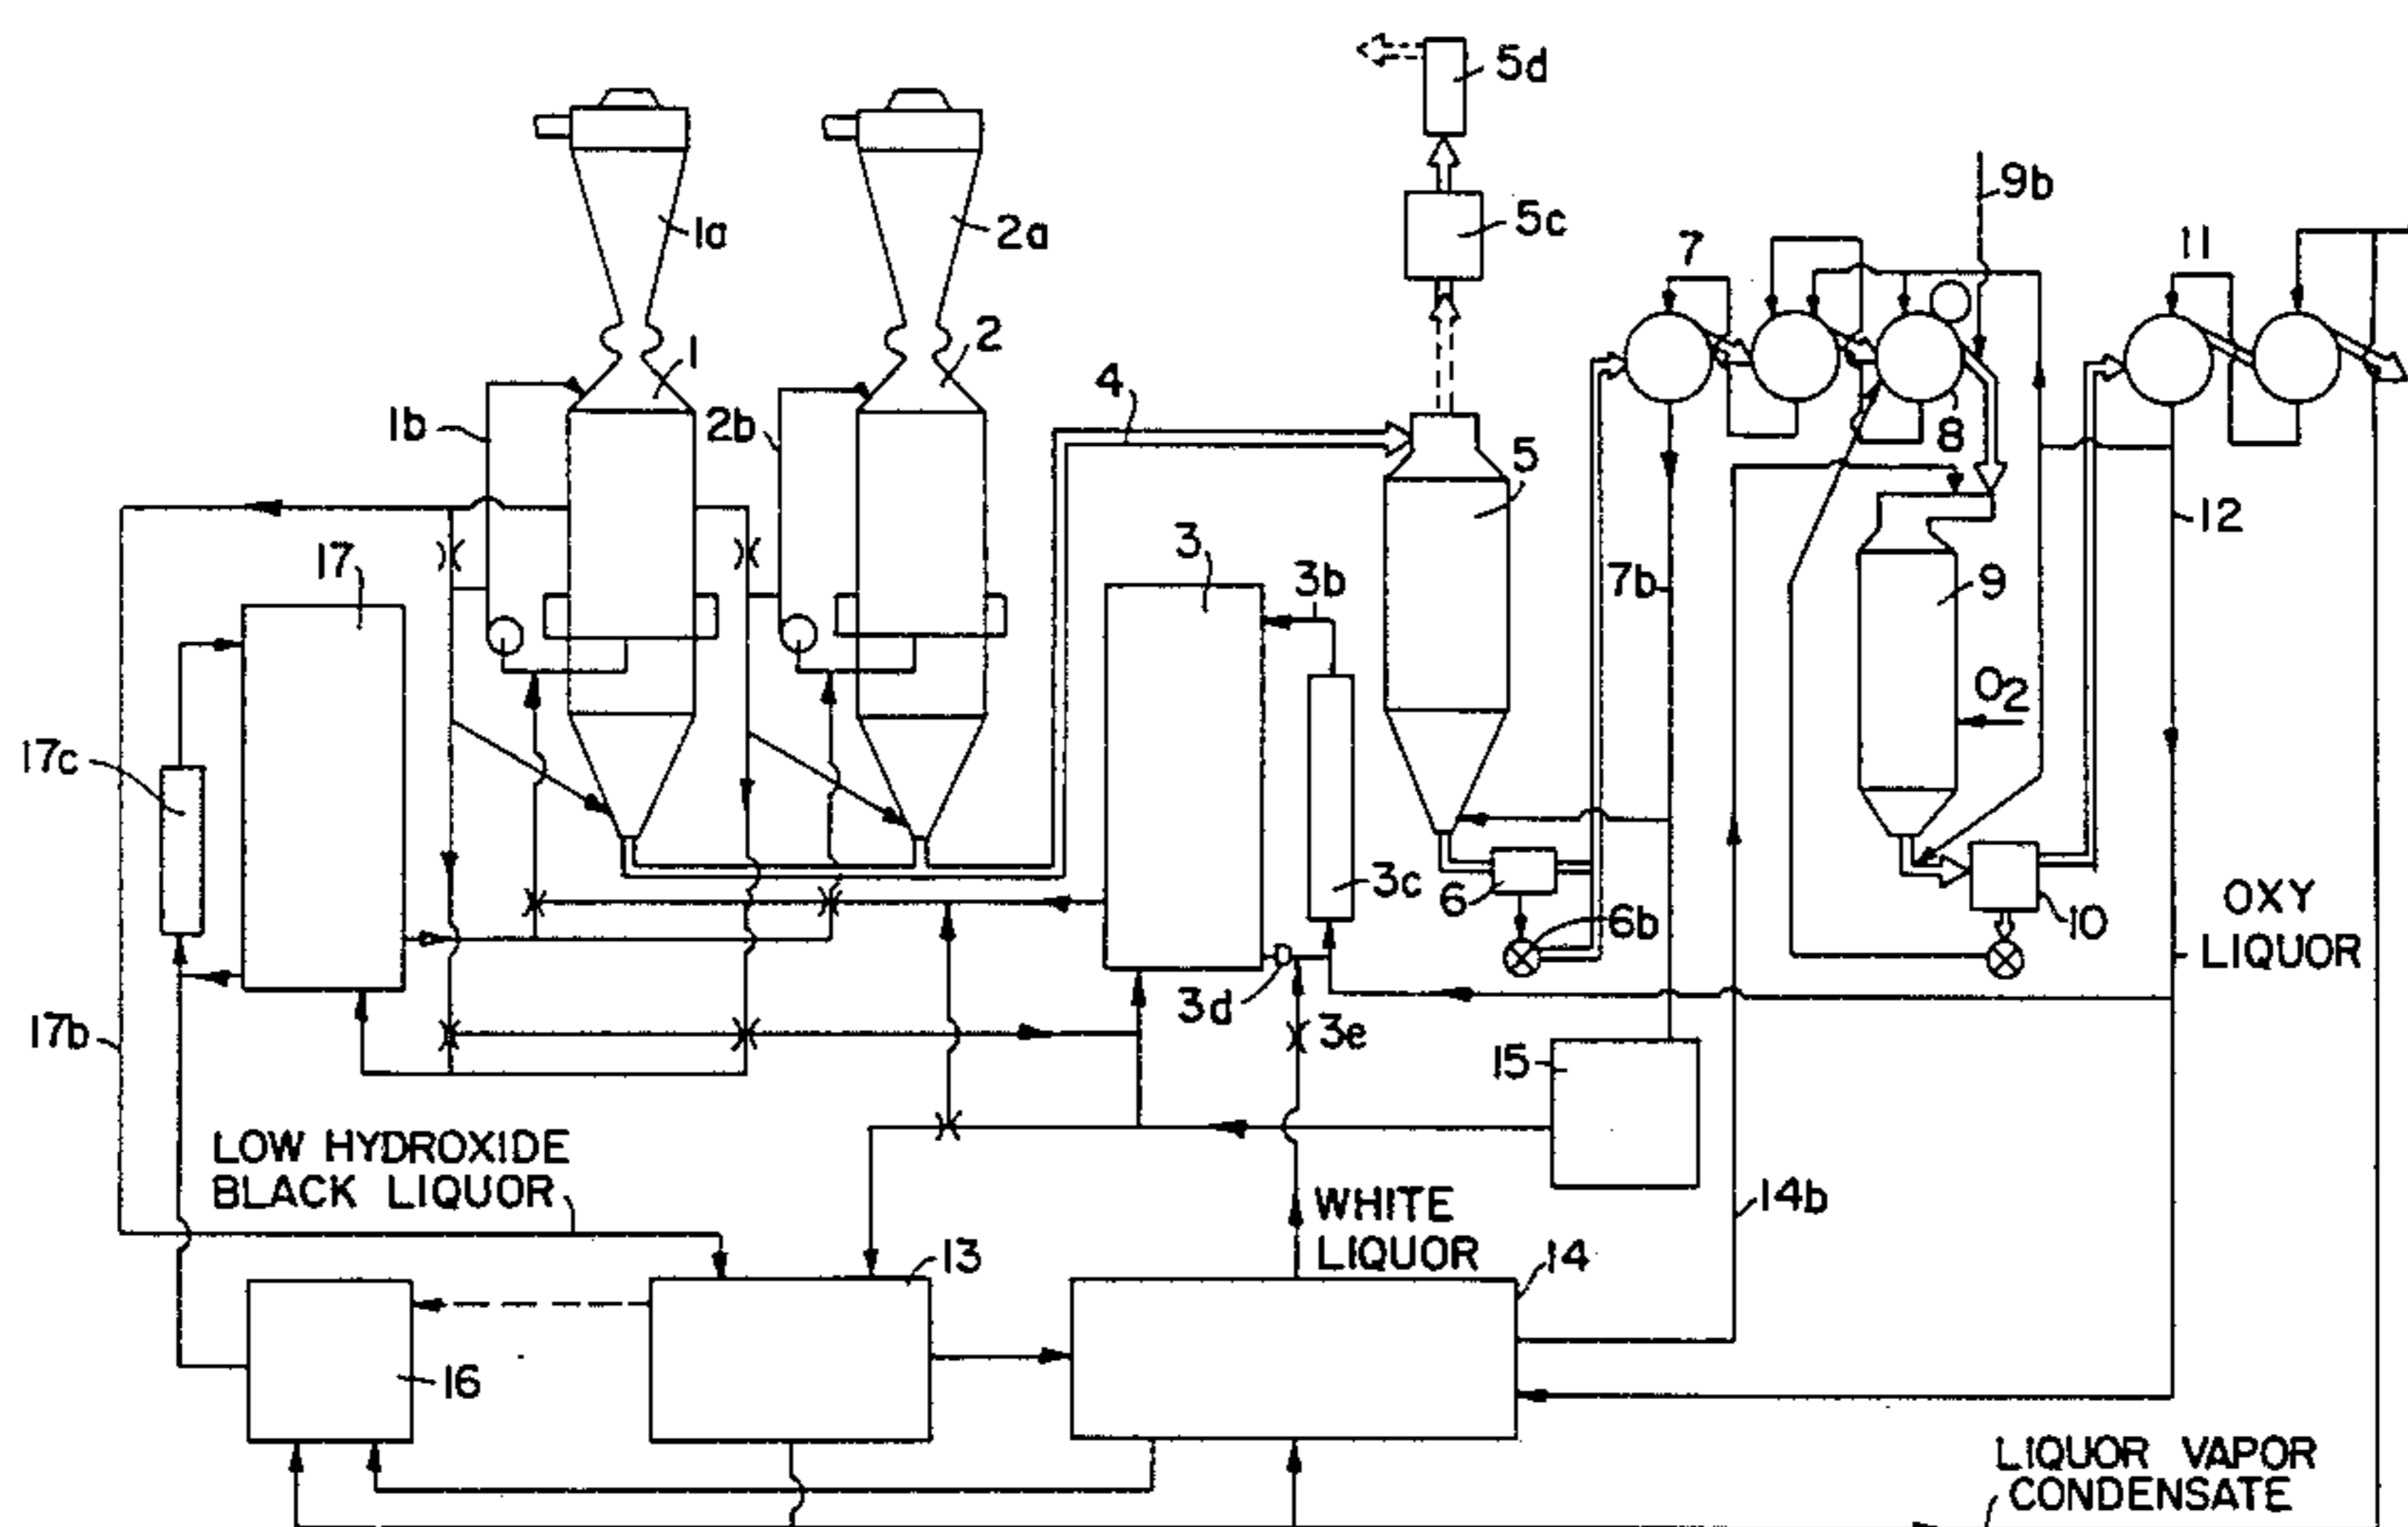 5d
9b
1a
2a
5c
7
11
1
2
4
1b
2b
8
5
12
17
3
3b
7b
9
O2
17c
3c
6
6b
10
OXY
LIQUOR
3d
3e
17b
15
LOW HYDROXIDE
BLACK LIQUOR
WHITE
LIQUOR
14b
13
14
16
LIQUOR VAPOR
CONDENSATE